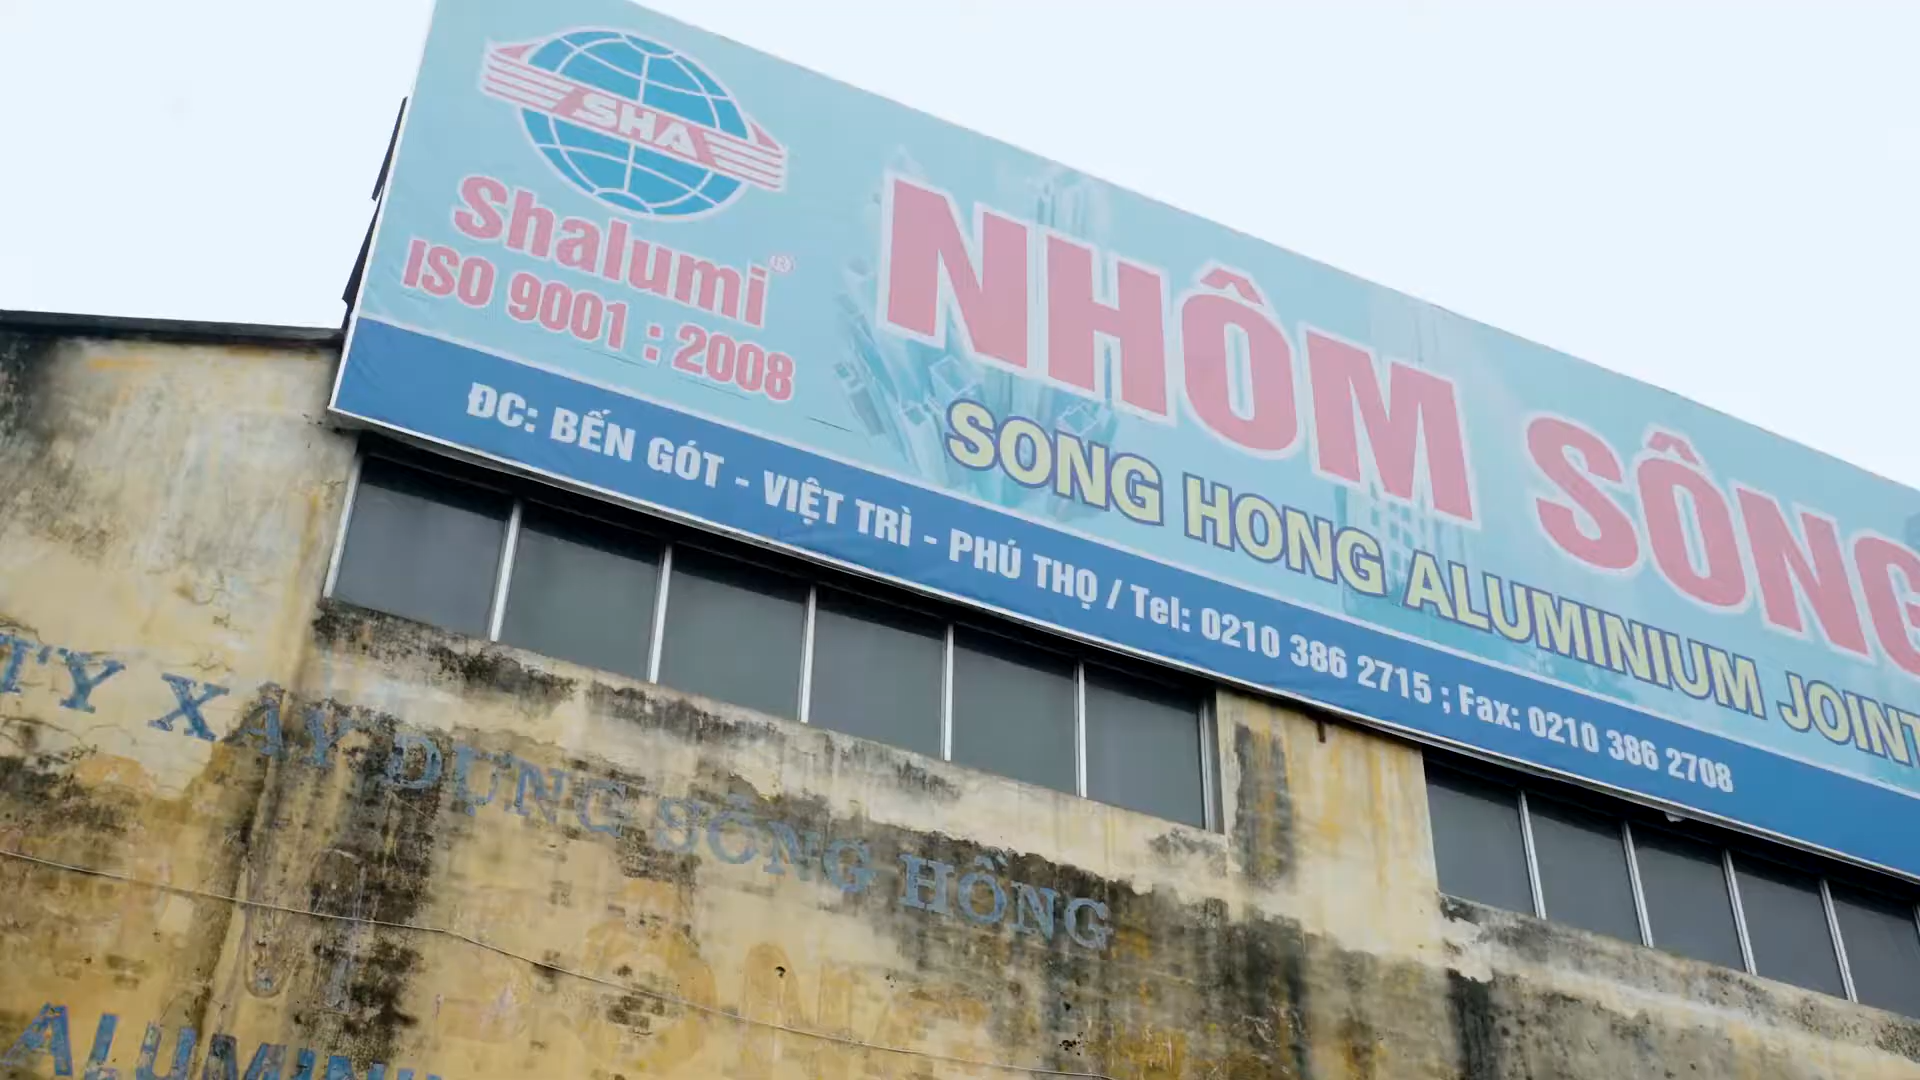 SHA
Shalumi®
ISO 9001 : 2008
NHÔM SÔNG
SONG HONG ALUMINIUM JOINT
ĐC: BẾN GÓT - VIỆT TRÌ - PHÚ THỌ / Tel: 0210 386 2715 ; Fax: 0210 386 2708
TY XÂY DỰNG SÔNG HỒNG